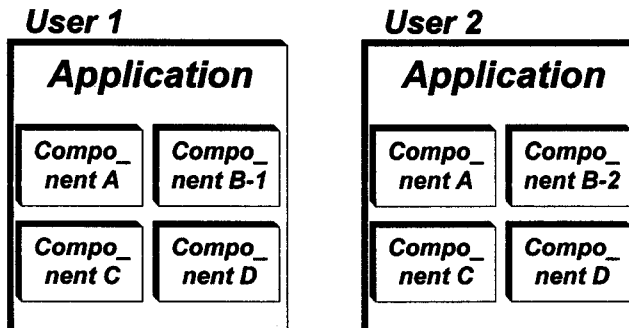 User 1
Application
Compo_
nent A
Compo_
nent B-1
Compo_
nent C
Compo_
nent D
User 2
Application
Compo_
nent A
Compo_
nent B-2
Compo_
nent C
Compo_
nent D